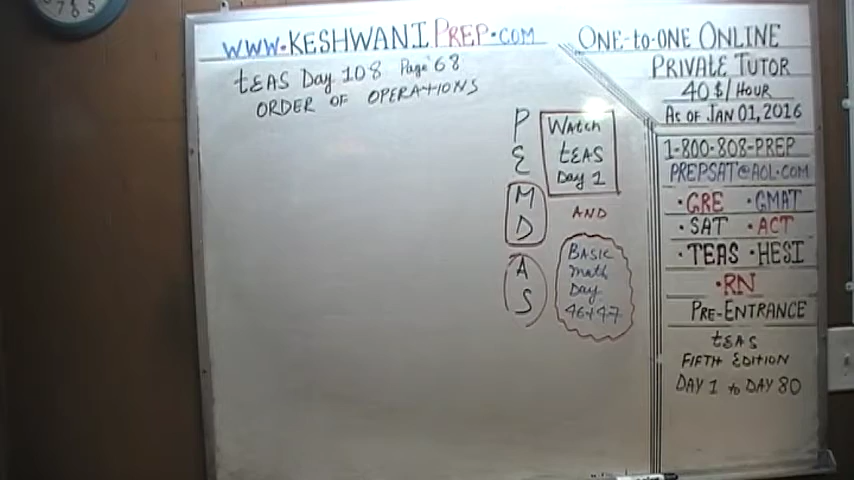 7 6 5
WWW.KESHWANIPREP.COM
tEAS Day 108 Page 68
ORDER OF OPERATIONS
P
E
M
D
A
S
Watch
tEAS
Day 1
AND
BASIC
math
Day
46+47
ONE-to-ONE ONLINE
PRIVATE TUTOR
40 $/HOUR
AS OF JAN 01, 2016
1-800-808-PREP
PREPSAT@AOL.COM
•GRE •GMAT
•SAT •ACT
•TEAS •HESI
•RN
PRE-ENTRANCE
tEAS
FIFTH EDITION
DAY 1 to DAY 80